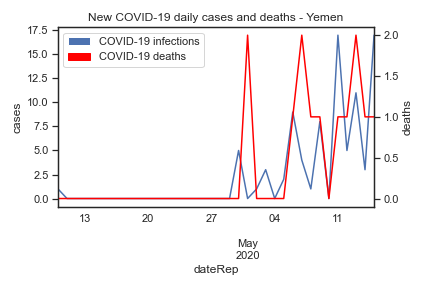 New COVID-19 daily cases and deaths - Yemen
COVID-19 infections
COVID-19 deaths
cases
17.5
15.0
12.5
10.0
7.5
5.0
2.5
0.0
deaths
2.0
1.5
1.0
0.5
0.0
13 20 27 04 11
May
2020
dateRep